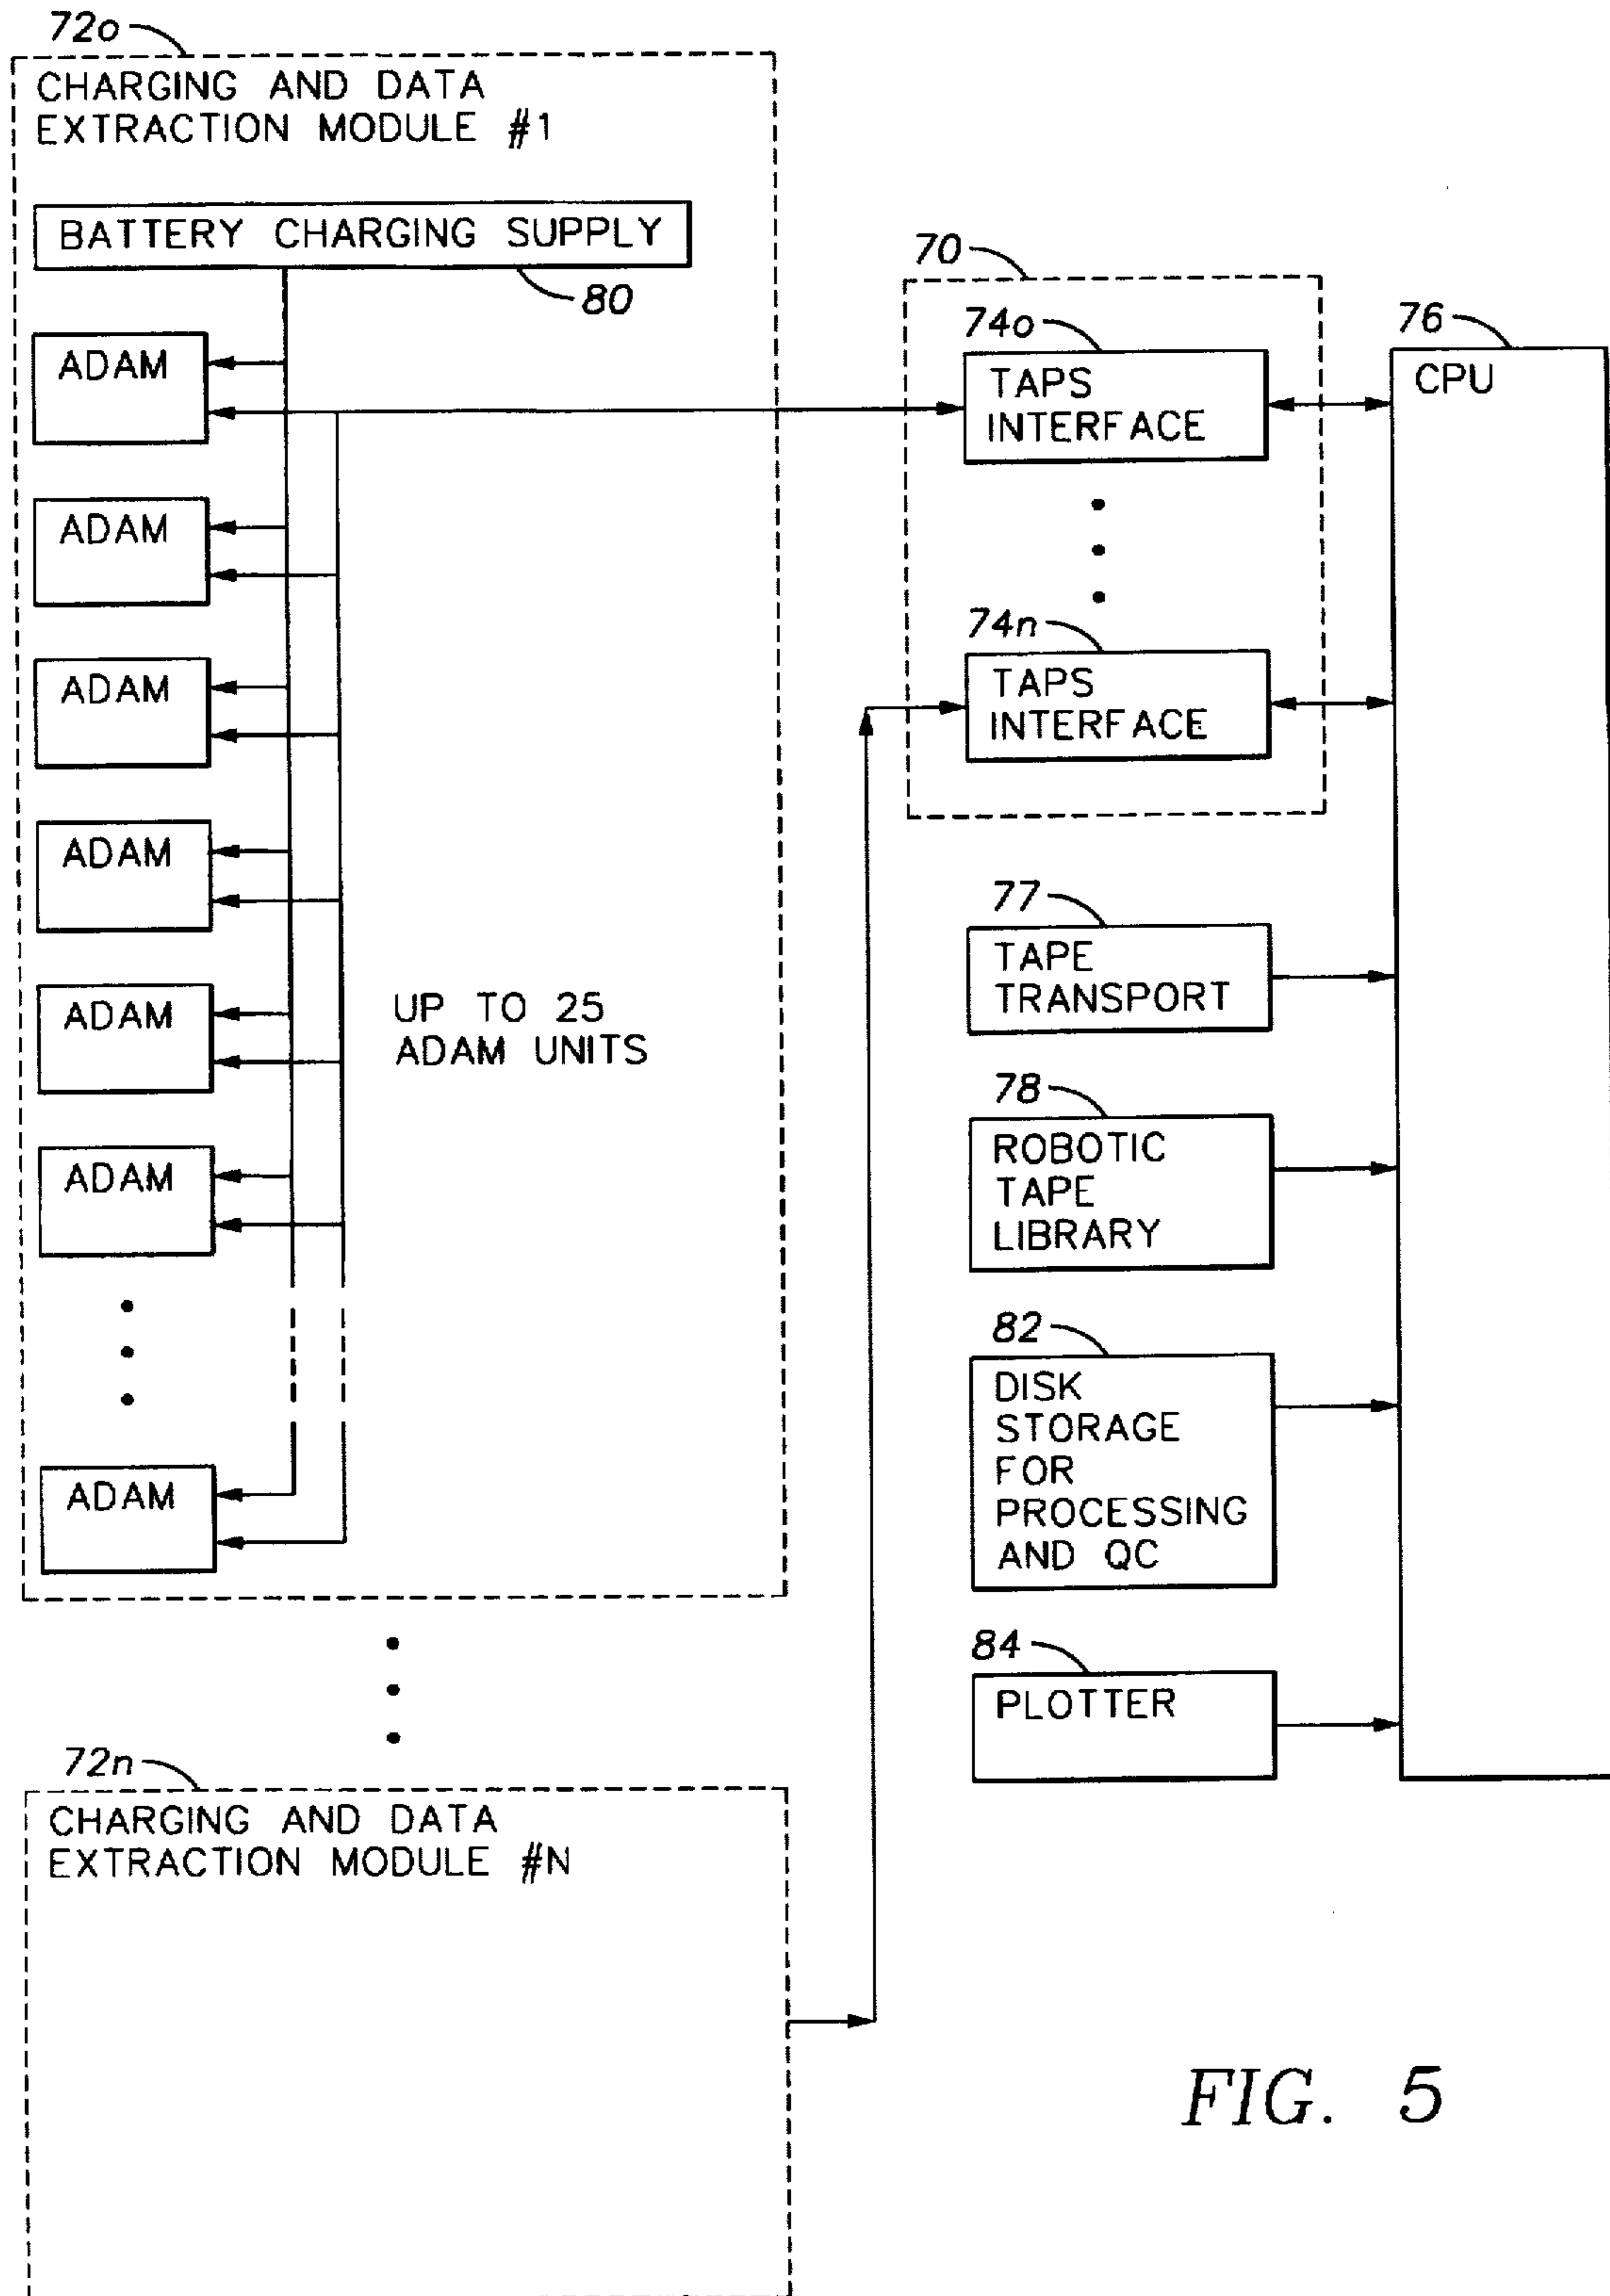 72o
CHARGING AND DATA
EXTRACTION MODULE #1
BATTERY CHARGING SUPPLY
80
ADAM
ADAM
ADAM
ADAM
ADAM
ADAM
ADAM
UP TO 25
ADAM UNITS
72n
CHARGING AND DATA
EXTRACTION MODULE #N
70
74o
TAPS
INTERFACE
74n
TAPS
INTERFACE
76
CPU
77
TAPE
TRANSPORT
78
ROBOTIC
TAPE
LIBRARY
82
DISK
STORAGE
FOR
PROCESSING
AND QC
84
PLOTTER
FIG. 5